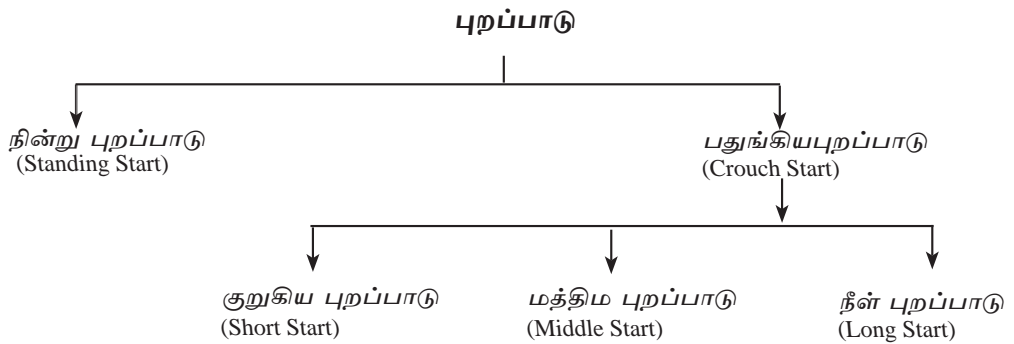 புறப்பாடு
நின்று புறப்பாடு
(Standing Start)
பதுங்கியபுறப்பாடு
(Crouch Start)
குறுகிய புறப்பாடு
(Short Start)
மத்திம புறப்பாடு
(Middle Start)
நீள் புறப்பாடு
(Long Start)